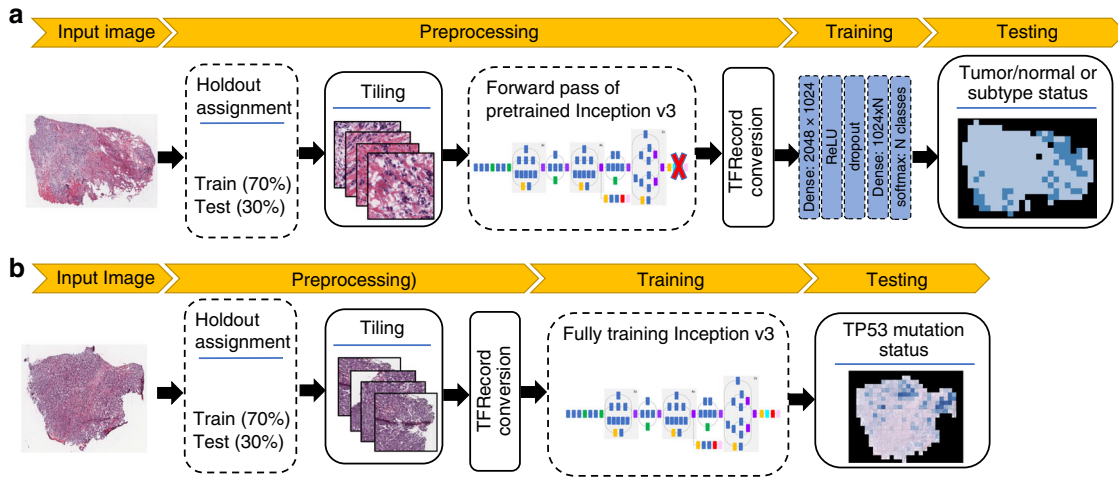 a
Input image
Preprocessing
Training
Testing
Holdout
assignment
Train (70%)
Test (30%)
Tiling
Forward pass of
pretrained Inception v3
TFRecord
conversion
Dense: 2048 × 1024
ReLU
dropout
Dense: 1024xN
softmax: N classes
Tumor/normal or
subtype status
b
Input Image
Preprocessing)
Training
Testing
Holdout
assignment
Train (70%)
Test (30%)
Tiling
TFRecord
conversion
Fully training Inception v3
TP53 mutation
status